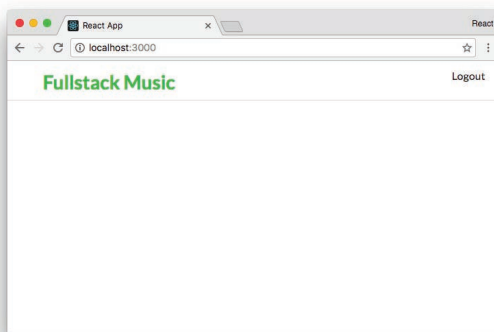 React App
React
localhost:3000
Fullstack Music
Logout